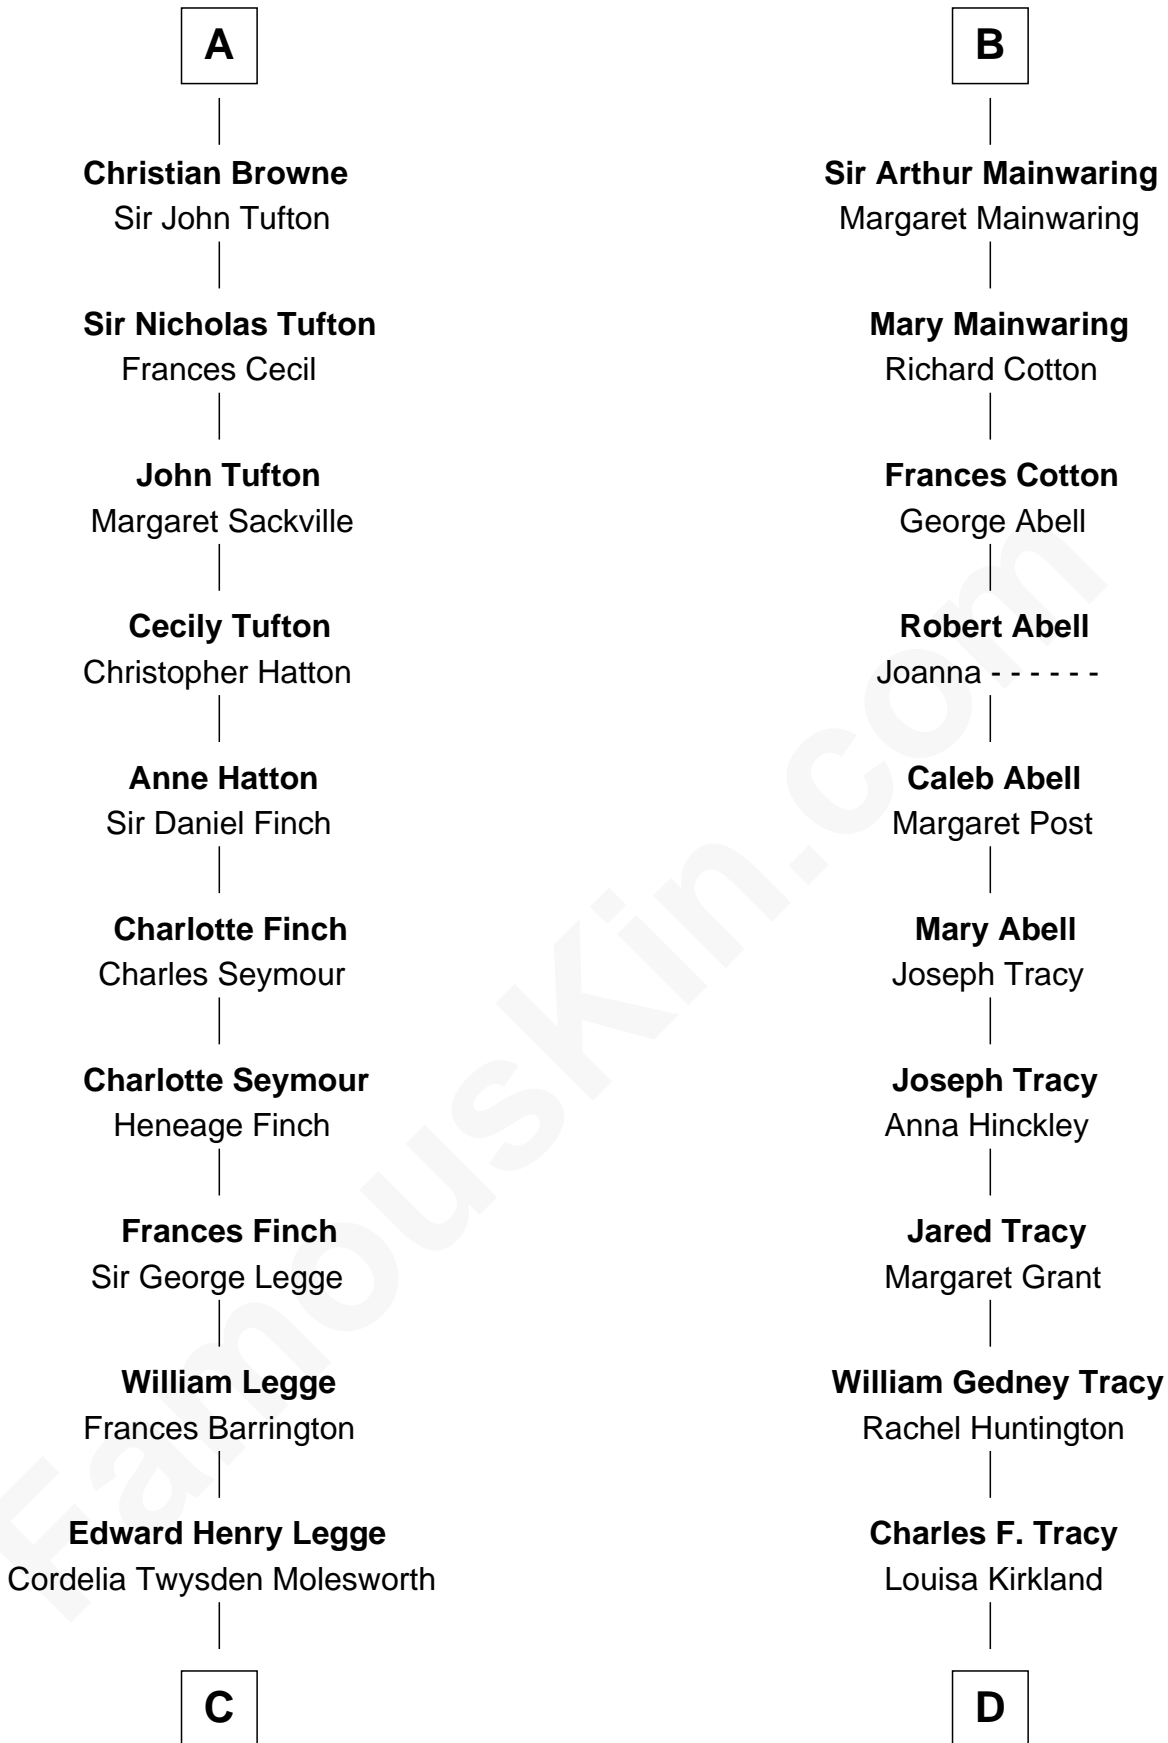 A
Christian Browne
Sir John Tufton
Sir Nicholas Tufton
Frances Cecil
John Tufton
Margaret Sackville
Cecily Tufton
Christopher Hatton
Anne Hatton
Sir Daniel Finch
Charlotte Finch
Charles Seymour
Charlotte Seymour
Heneage Finch
Frances Finch
Sir George Legge
William Legge
Frances Barrington
Edward Henry Legge
Cordelia Twysden Molesworth
C
B
Sir Arthur Mainwaring
Margaret Mainwaring
Mary Mainwaring
Richard Cotton
Frances Cotton
George Abell
Robert Abell
Joanna - - - - - -
Caleb Abell
Margaret Post
Mary Abell
Joseph Tracy
Joseph Tracy
Anna Hinckley
Jared Tracy
Margaret Grant
William Gedney Tracy
Rachel Huntington
Charles F. Tracy
Louisa Kirkland
D
FamousKin.com